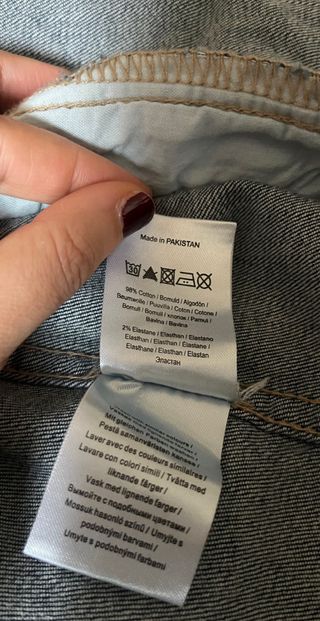 Made in PAKISTAN
30
98% Cotton / Bomuld / Algodón /
Baumwolle / Puuvilla / Coton / Cotone /
Bomull / Bomull / хлопок / Pamut /
Bavlna / Bavlna
2% Elastane / Elasthan / Elastano
Elasthan / Elasthan / Elastan
Elasthane / Elasthan / Elastan
Эластан
Mit gleichen Farben waschen /
Pestä samanväristen kanssa /
Laver avec des couleurs similaires /
Lavare con colori simili / Tvätta med
liknande färger /
Vask med lignende farger /
Вымойте с подобными цветами /
Mossuk hasonló színű / Umyjte s
podobnými barvami /
Umyte s podobnými farbami